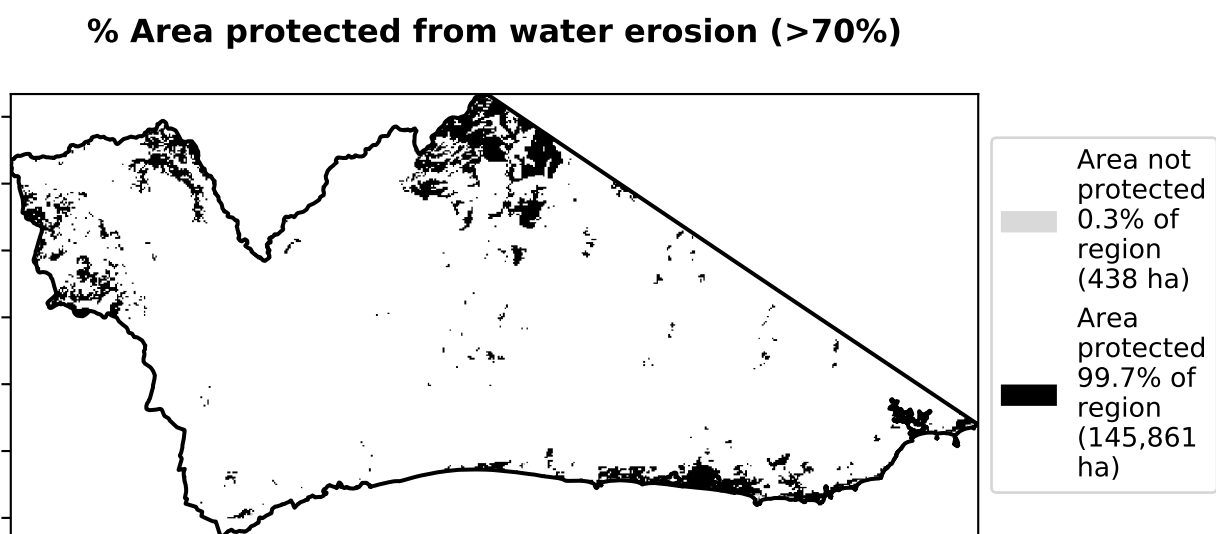 % Area protected from water erosion (>70%)
Area not
protected
0.3% of
region
(438 ha)
Area
protected
99.7% of
region
(145,861
ha)